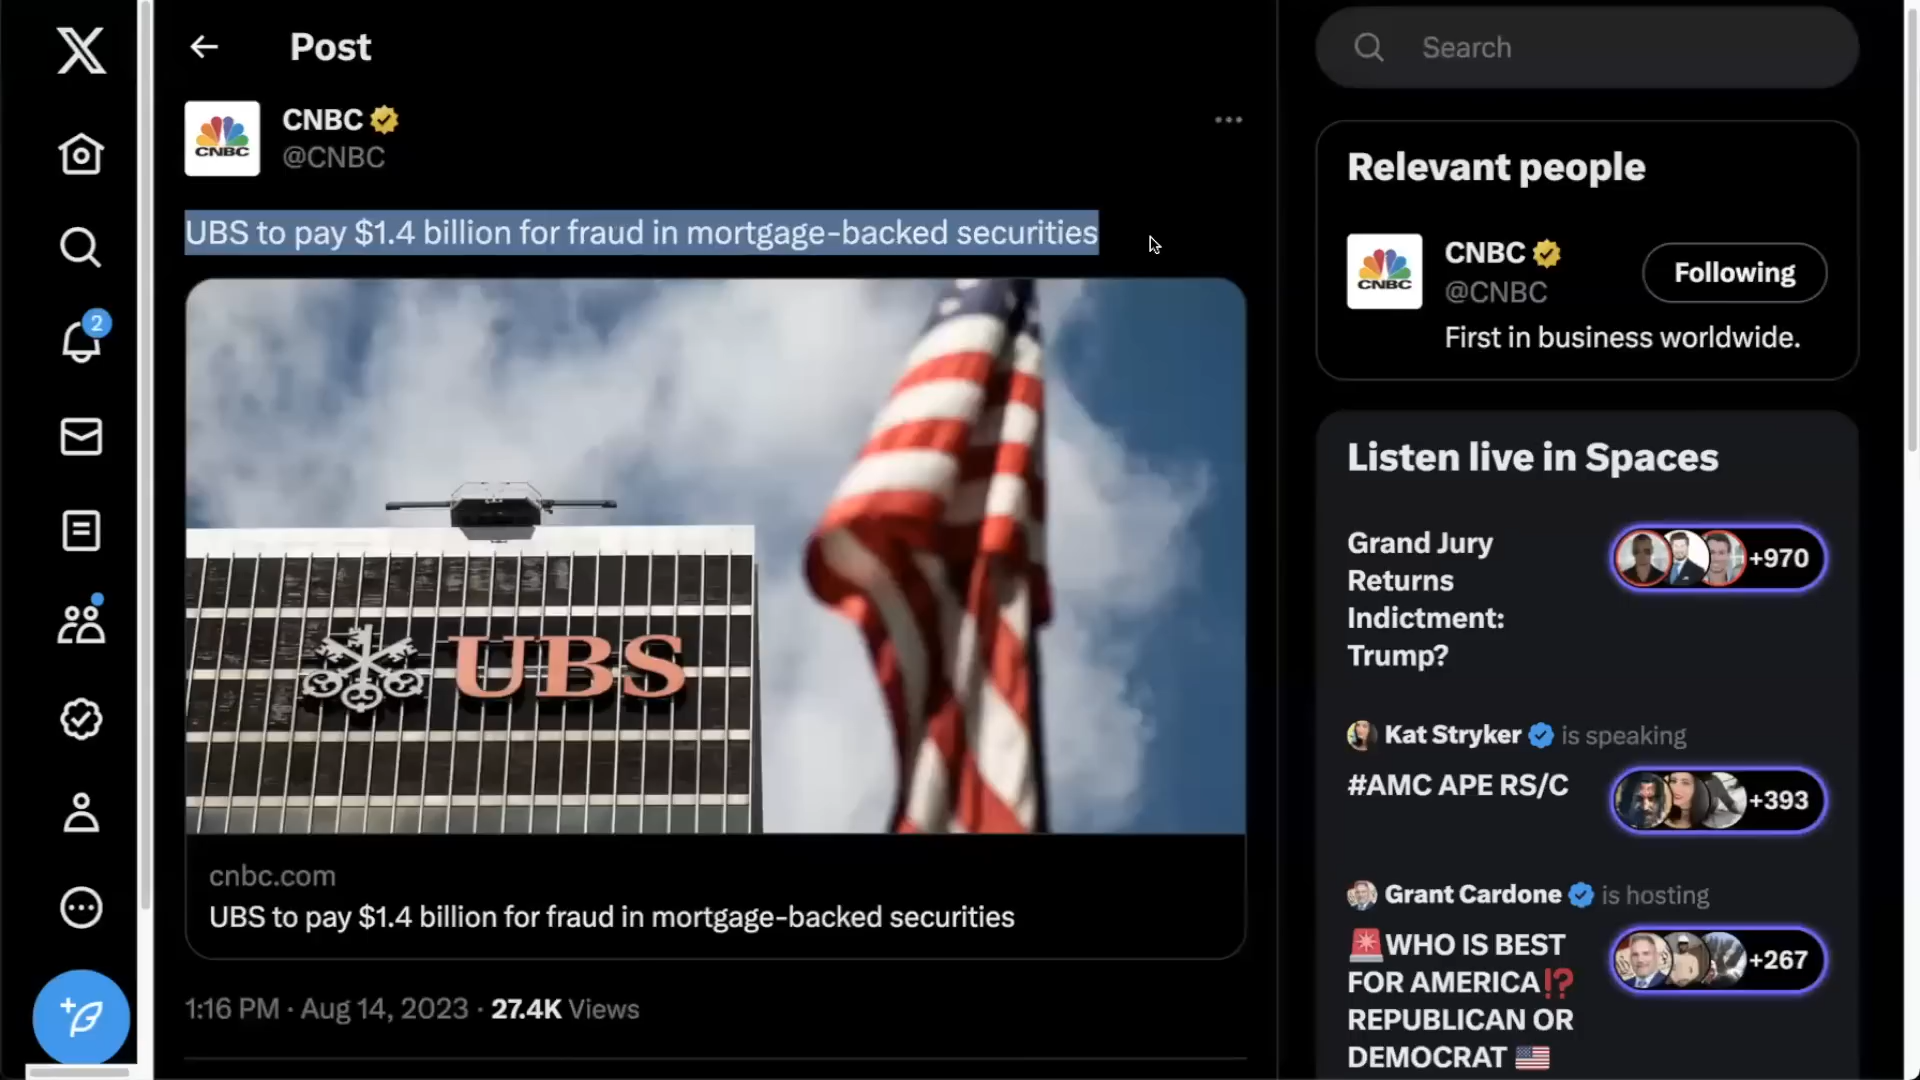 Post
Search
CNBC
CNBC
@CNBC
UBS to pay $1.4 billion for fraud in mortgage-backed securities
UBS
cnbc.com
UBS to pay $1.4 billion for fraud in mortgage-backed securities
1:16 PM · Aug 14, 2023 · 27.4K Views
2
Relevant people
CNBC
CNBC
@CNBC
Following
First in business worldwide.
Listen live in Spaces
Grand Jury
Returns
Indictment:
Trump?
+970
Kat Stryker is speaking
#AMC APE RS/C
+393
Grant Cardone is hosting
🚨WHO IS BEST
FOR AMERICA⁉️
REPUBLICAN OR
DEMOCRAT 🇺🇸
+267